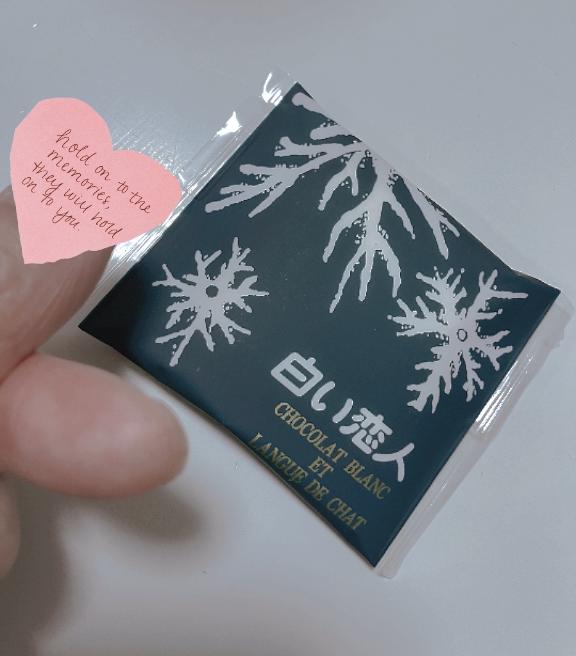 hold on to the
memories,
they will hold
on to you.
白い恋人
CHOCOLAT BLANC
ET
LANGUE DE CHAT